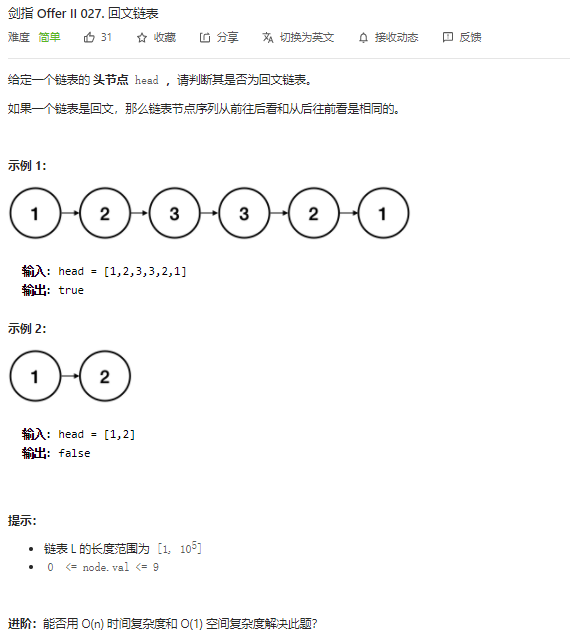 剑指 Offer II 027. 回文链表
难度 简单 31 收藏 分享 切换为英文 接收动态 反馈
给定一个链表的 头节点 head ，请判断其是否为回文链表。
如果一个链表是回文，那么链表节点序列从前往后看和从后往前看是相同的。
示例 1：
1 2 3 3 2 1
输入：head = [1,2,3,3,2,1]
输出：true
示例 2：
1 2
输入：head = [1,2]
输出：false
提示：
• 链表 L 的长度范围为 [1, 10⁵]
• 0 <= node.val <= 9
进阶：能否用 O(n) 时间复杂度和 O(1) 空间复杂度解决此题？